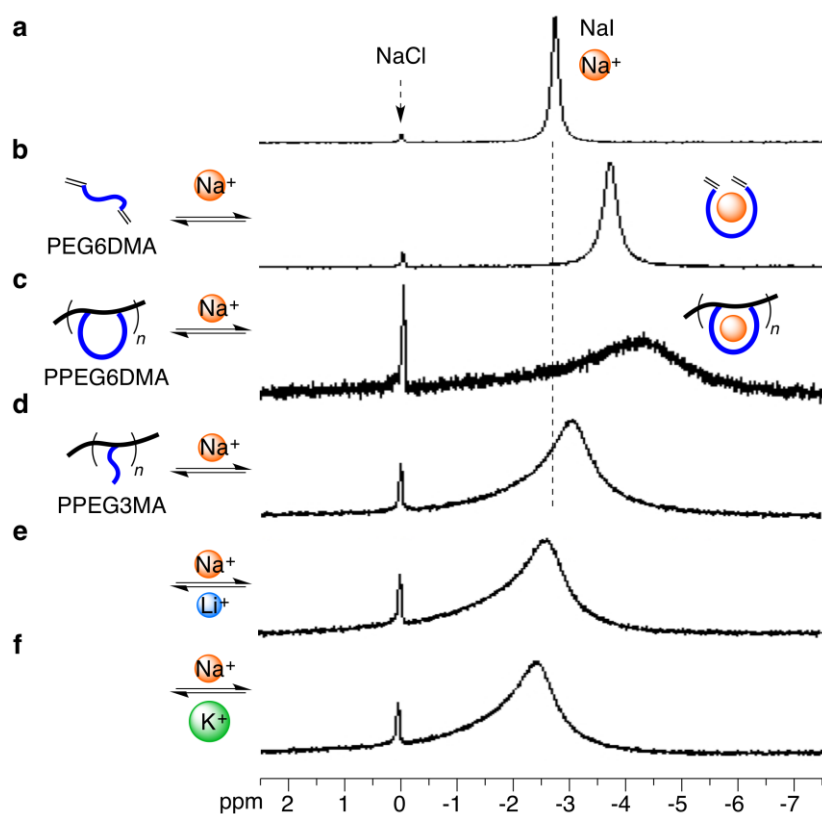 a
NaCl
NaI
Na+
b
Na+
PEG6DMA
c
Na+
n
n
PPEG6DMA
d
Na+
n
PPEG3MA
e
Na+
Li+
f
Na+
K+
ppm 2 1 0 -1 -2 -3 -4 -5 -6 -7